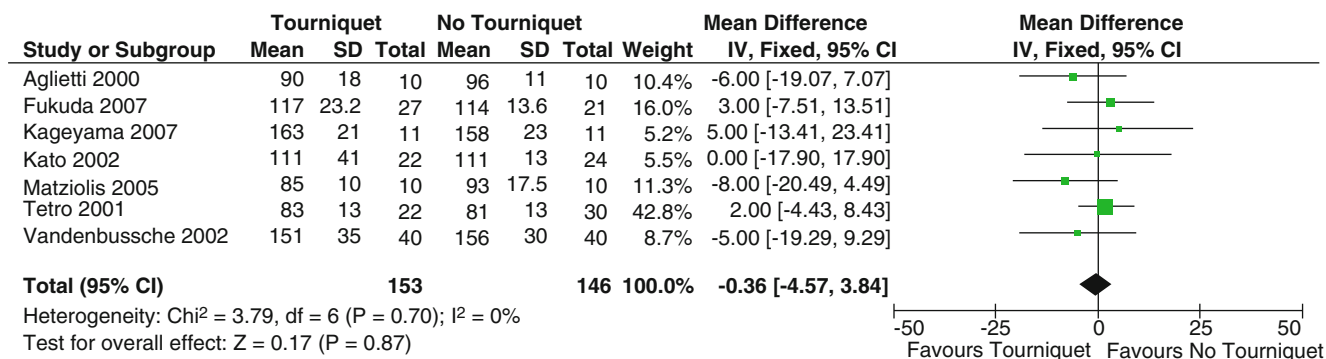 Tourniquet No Tourniquet Mean Difference Mean Difference
Study or Subgroup Mean SD Total Mean SD Total Weight IV, Fixed, 95% CI IV, Fixed, 95% CI
Aglietti 2000 90 18 10 96 11 10 10.4% -6.00 [-19.07, 7.07]
Fukuda 2007 117 23.2 27 114 13.6 21 16.0% 3.00 [-7.51, 13.51]
Kageyama 2007 163 21 11 158 23 11 5.2% 5.00 [-13.41, 23.41]
Kato 2002 111 41 22 111 13 24 5.5% 0.00 [-17.90, 17.90]
Matziolis 2005 85 10 10 93 17.5 10 11.3% -8.00 [-20.49, 4.49]
Tetro 2001 83 13 22 81 13 30 42.8% 2.00 [-4.43, 8.43]
Vandenbussche 2002 151 35 40 156 30 40 8.7% -5.00 [-19.29, 9.29]
Total (95% CI) 153 146 100.0% -0.36 [-4.57, 3.84]
Heterogeneity: Chi² = 3.79, df = 6 (P = 0.70); I² = 0%
Test for overall effect: Z = 0.17 (P = 0.87)
-50 -25 0 25 50
Favours Tourniquet Favours No Tourniquet